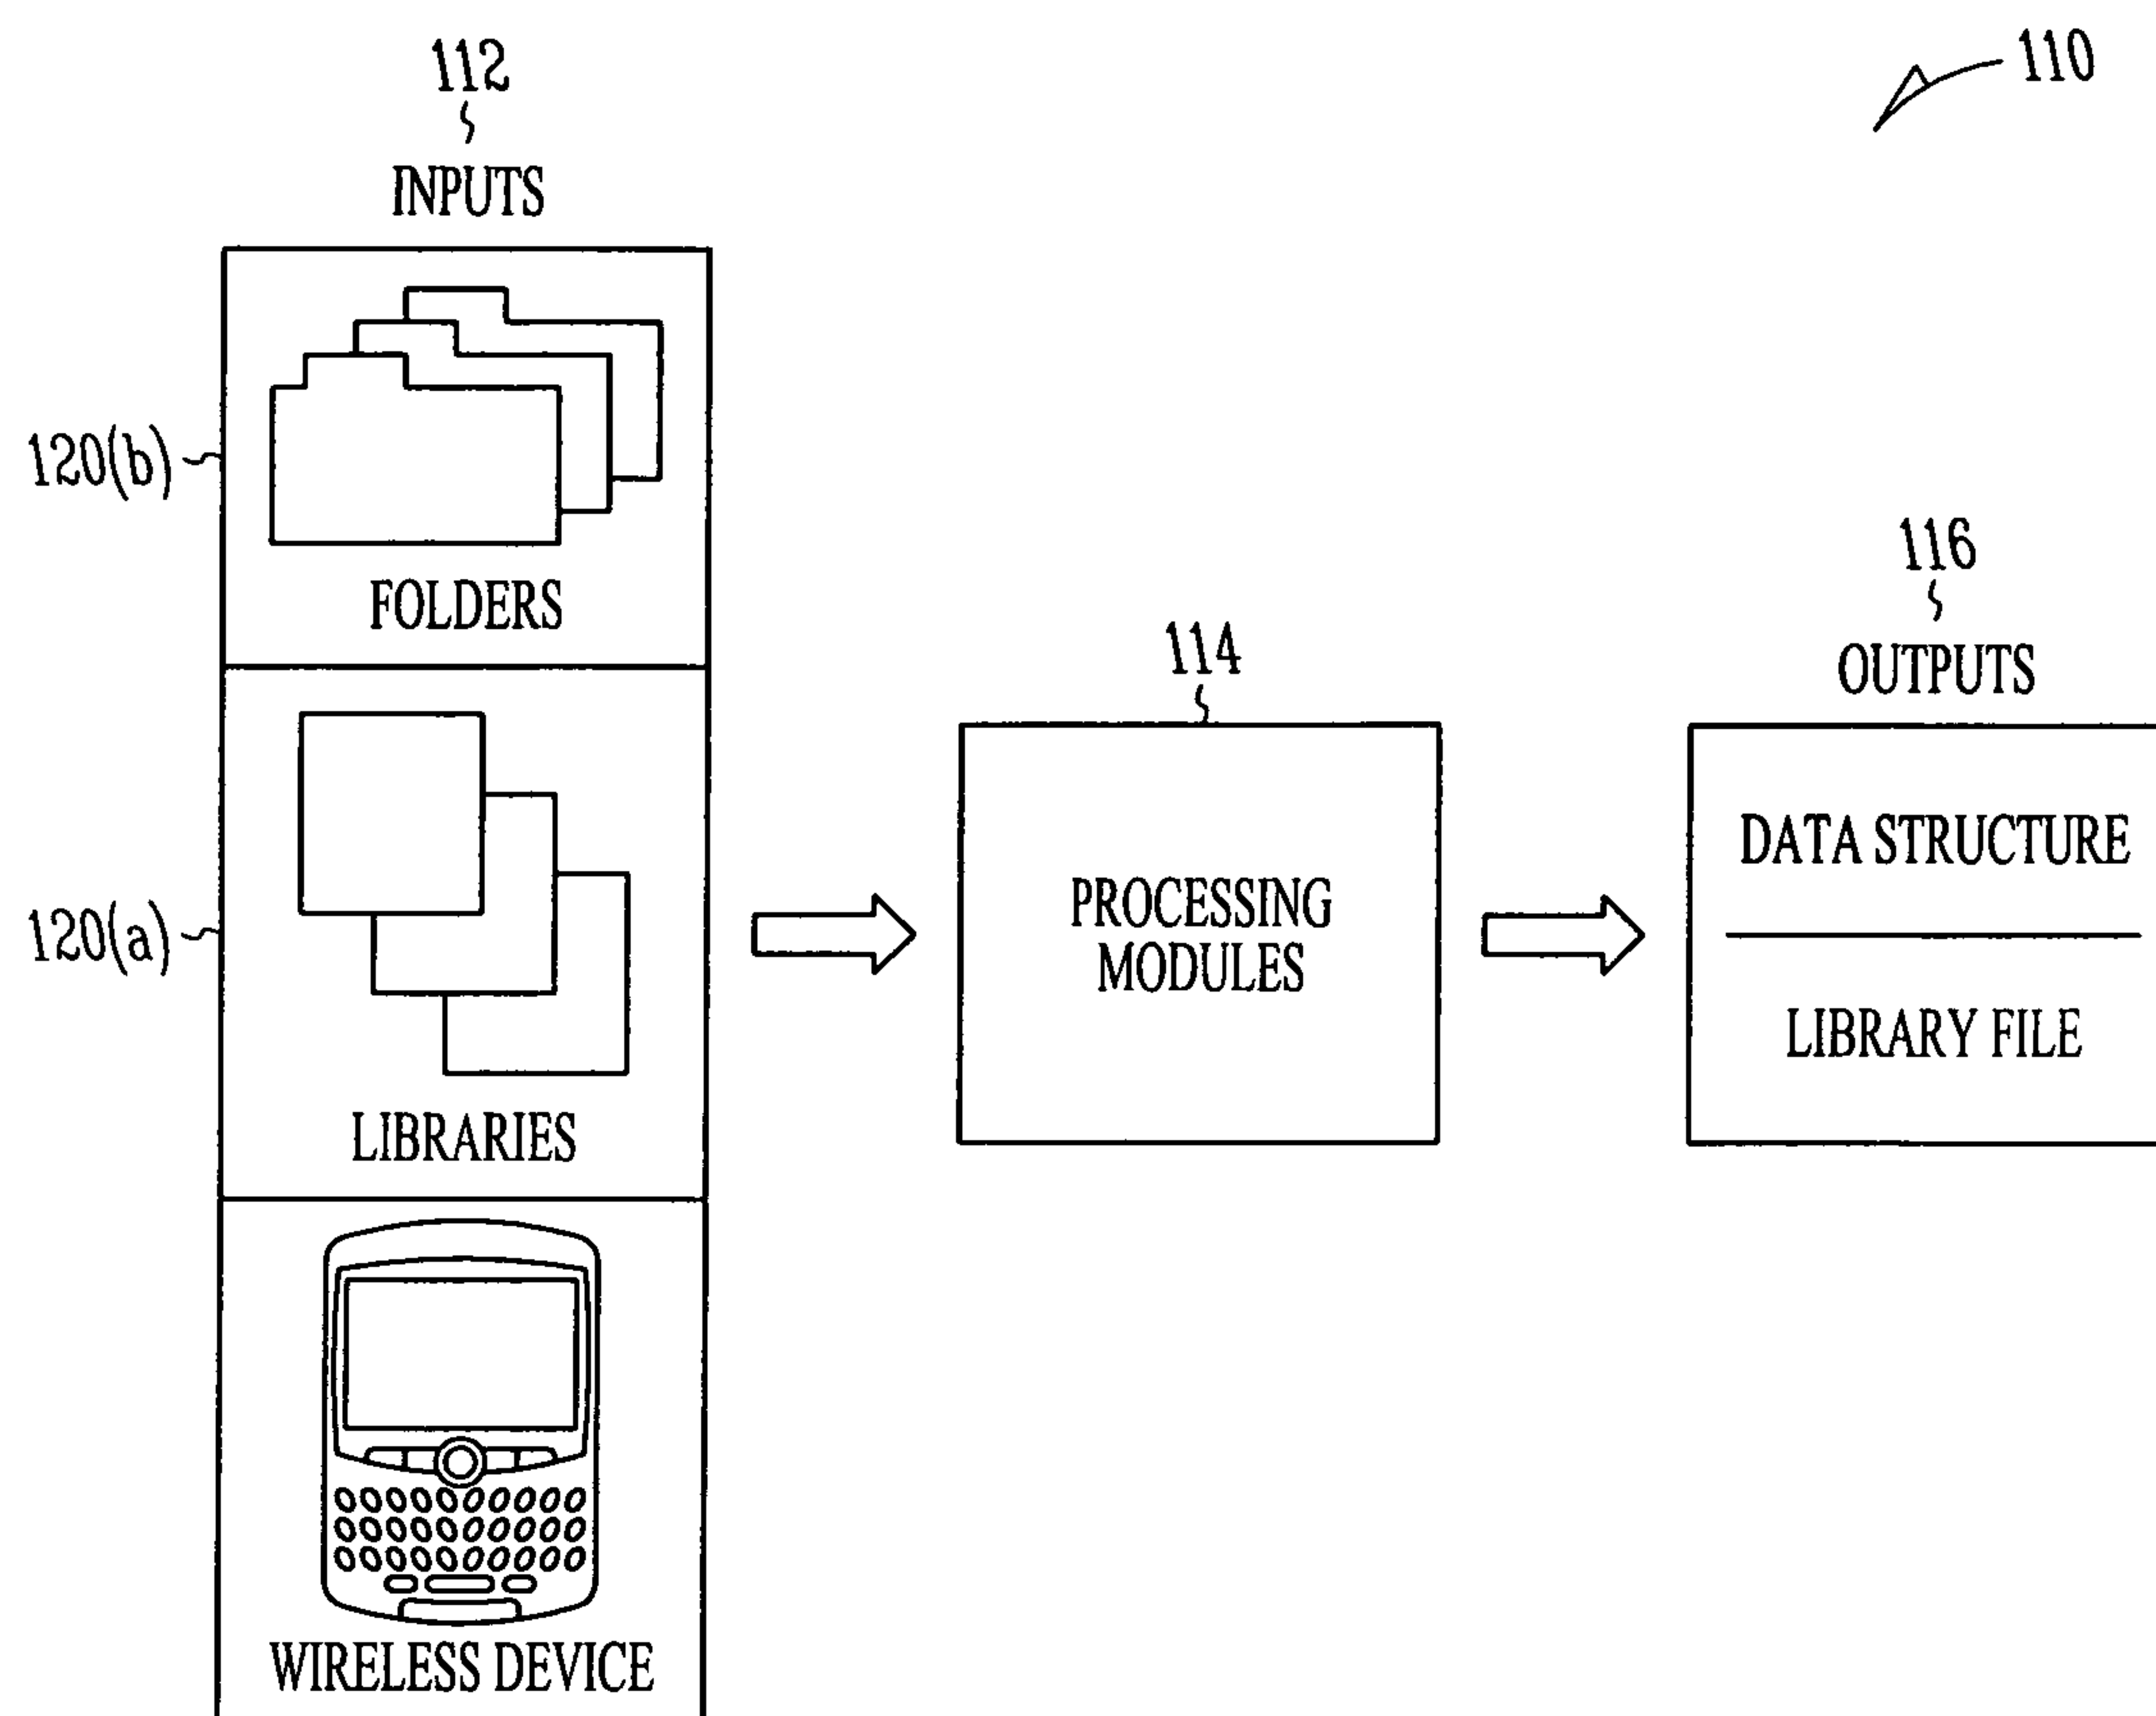 112
110
INPUTS
120(b)
FOLDERS
120(a)
LIBRARIES
WIRELESS DEVICE
114
PROCESSING
MODULES
116
OUTPUTS
DATA STRUCTURE
LIBRARY FILE